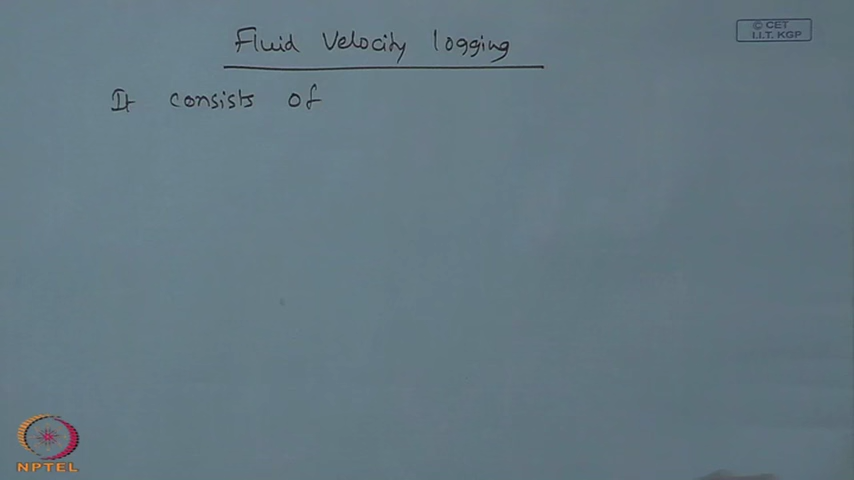 Fluid Velocity logging
© CET
I.I.T. KGP
It consists of
NPTEL